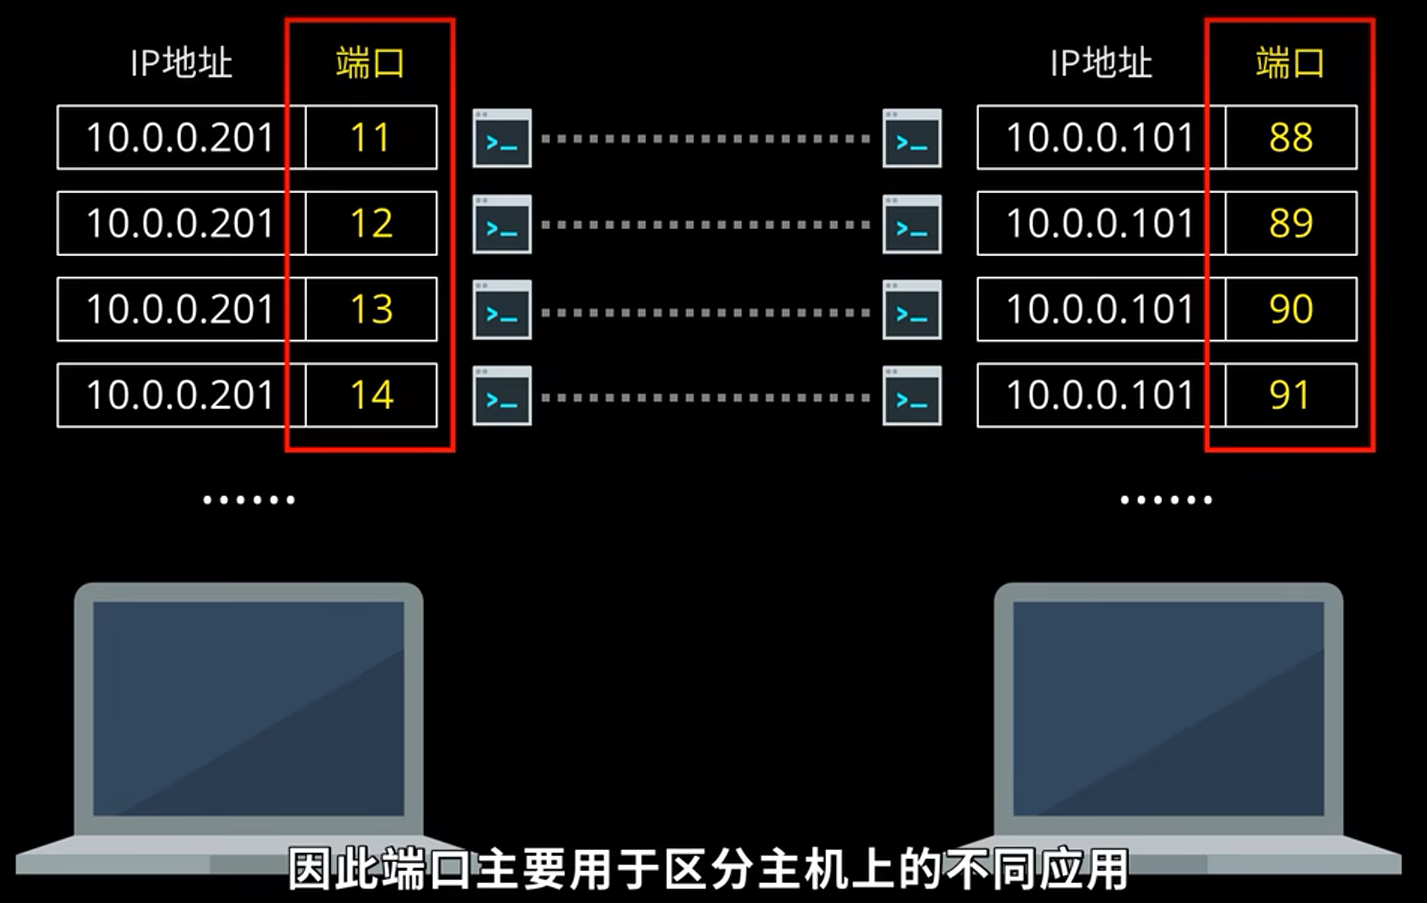 IP地址 端口 IP地址 端口
10.0.0.201 11 >_ >_ 10.0.0.101 88
10.0.0.201 12 >_ >_ 10.0.0.101 89
10.0.0.201 13 >_ >_ 10.0.0.101 90
10.0.0.201 14 >_ >_ 10.0.0.101 91
...... ......
因此端口主要用于区分主机上的不同应用